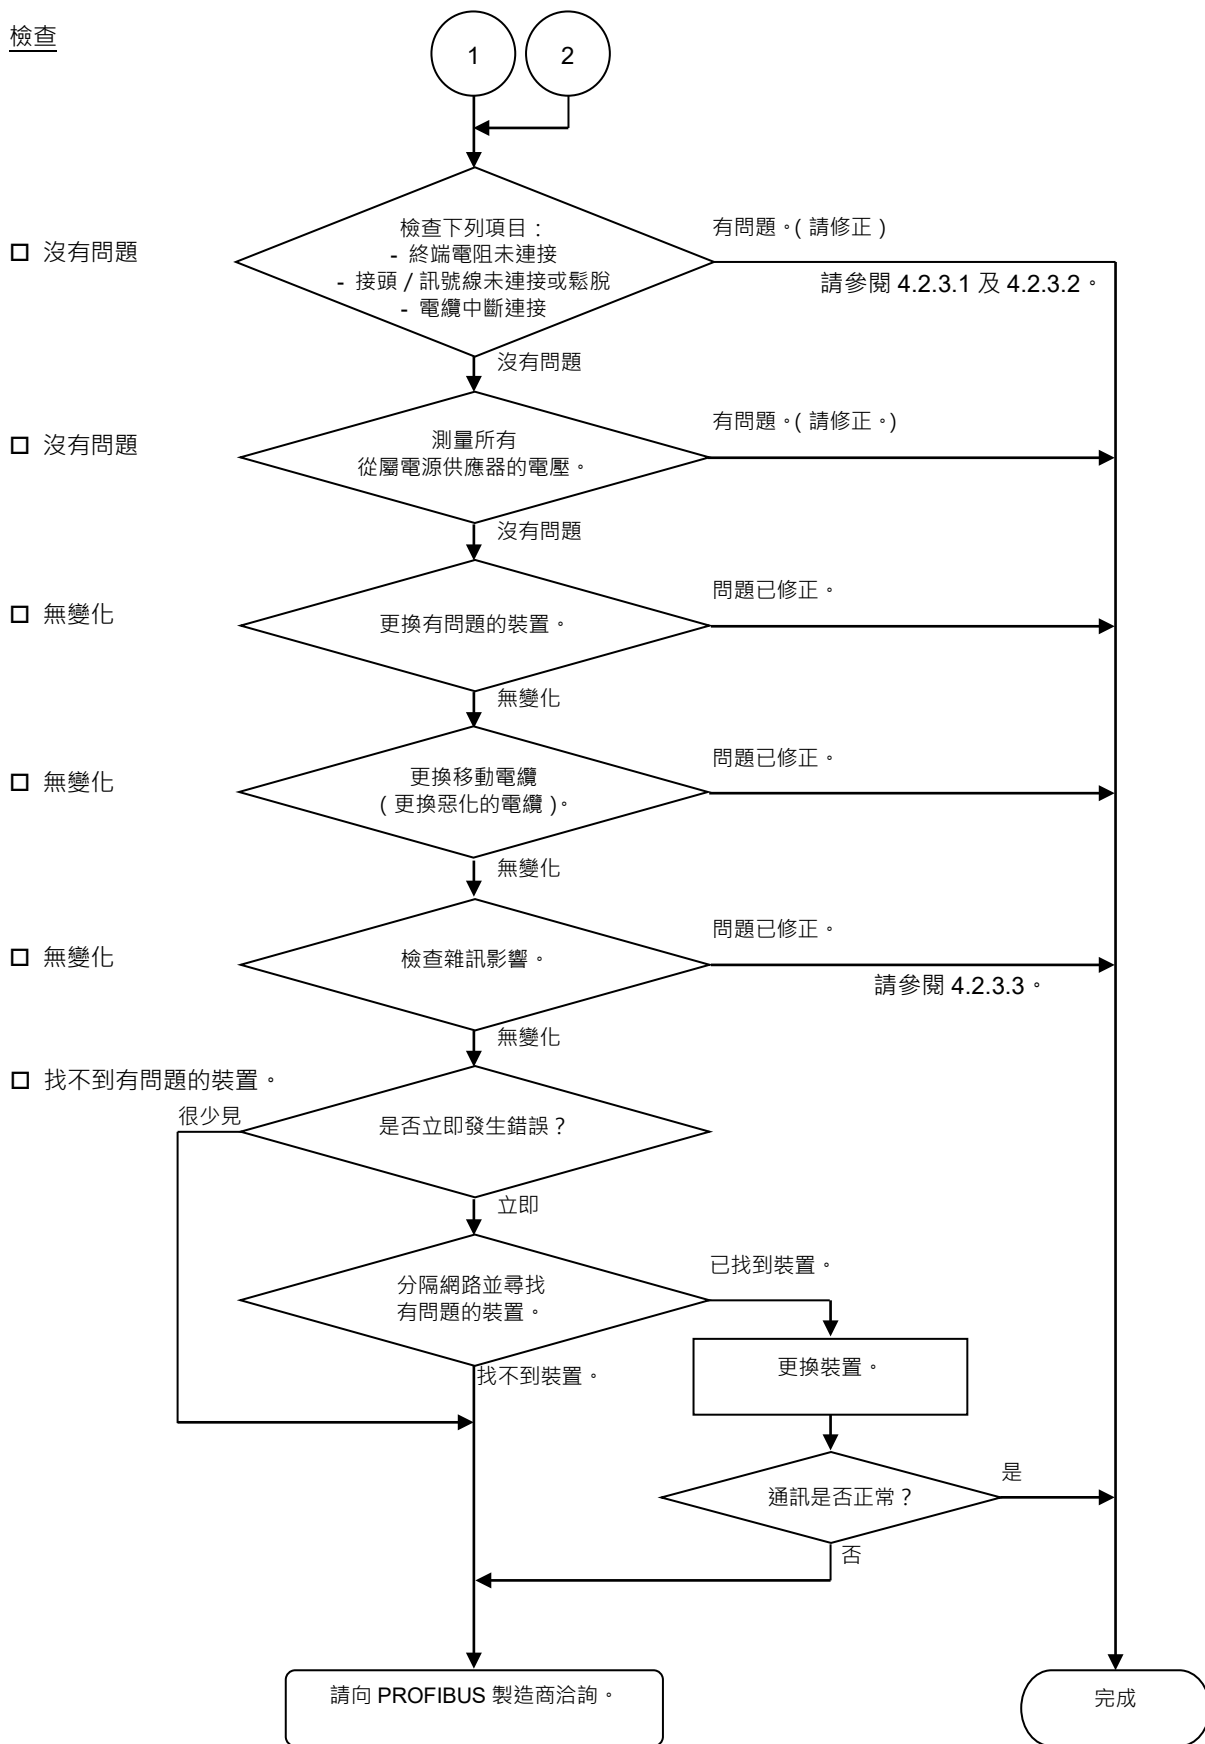 檢查
1
2
檢查下列項目：
- 終端電阻未連接
- 接頭 / 訊號線未連接或鬆脫
- 電纜中斷連接
有問題。( 請修正 )
□ 沒有問題
請參閱 4.2.3.1 及 4.2.3.2。
沒有問題
有問題。( 請修正。)
□ 沒有問題
測量所有
從屬電源供應器的電壓。
沒有問題
問題已修正。
□ 無變化
更換有問題的裝置。
無變化
問題已修正。
□ 無變化
更換移動電纜
( 更換惡化的電纜 )。
無變化
問題已修正。
□ 無變化
檢查雜訊影響。
請參閱 4.2.3.3。
無變化
□ 找不到有問題的裝置。
很少見
是否立即發生錯誤？
立即
已找到裝置。
分隔網路並尋找
有問題的裝置。
找不到裝置。
更換裝置。
是
通訊是否正常？
否
請向 PROFIBUS 製造商洽詢。
完成